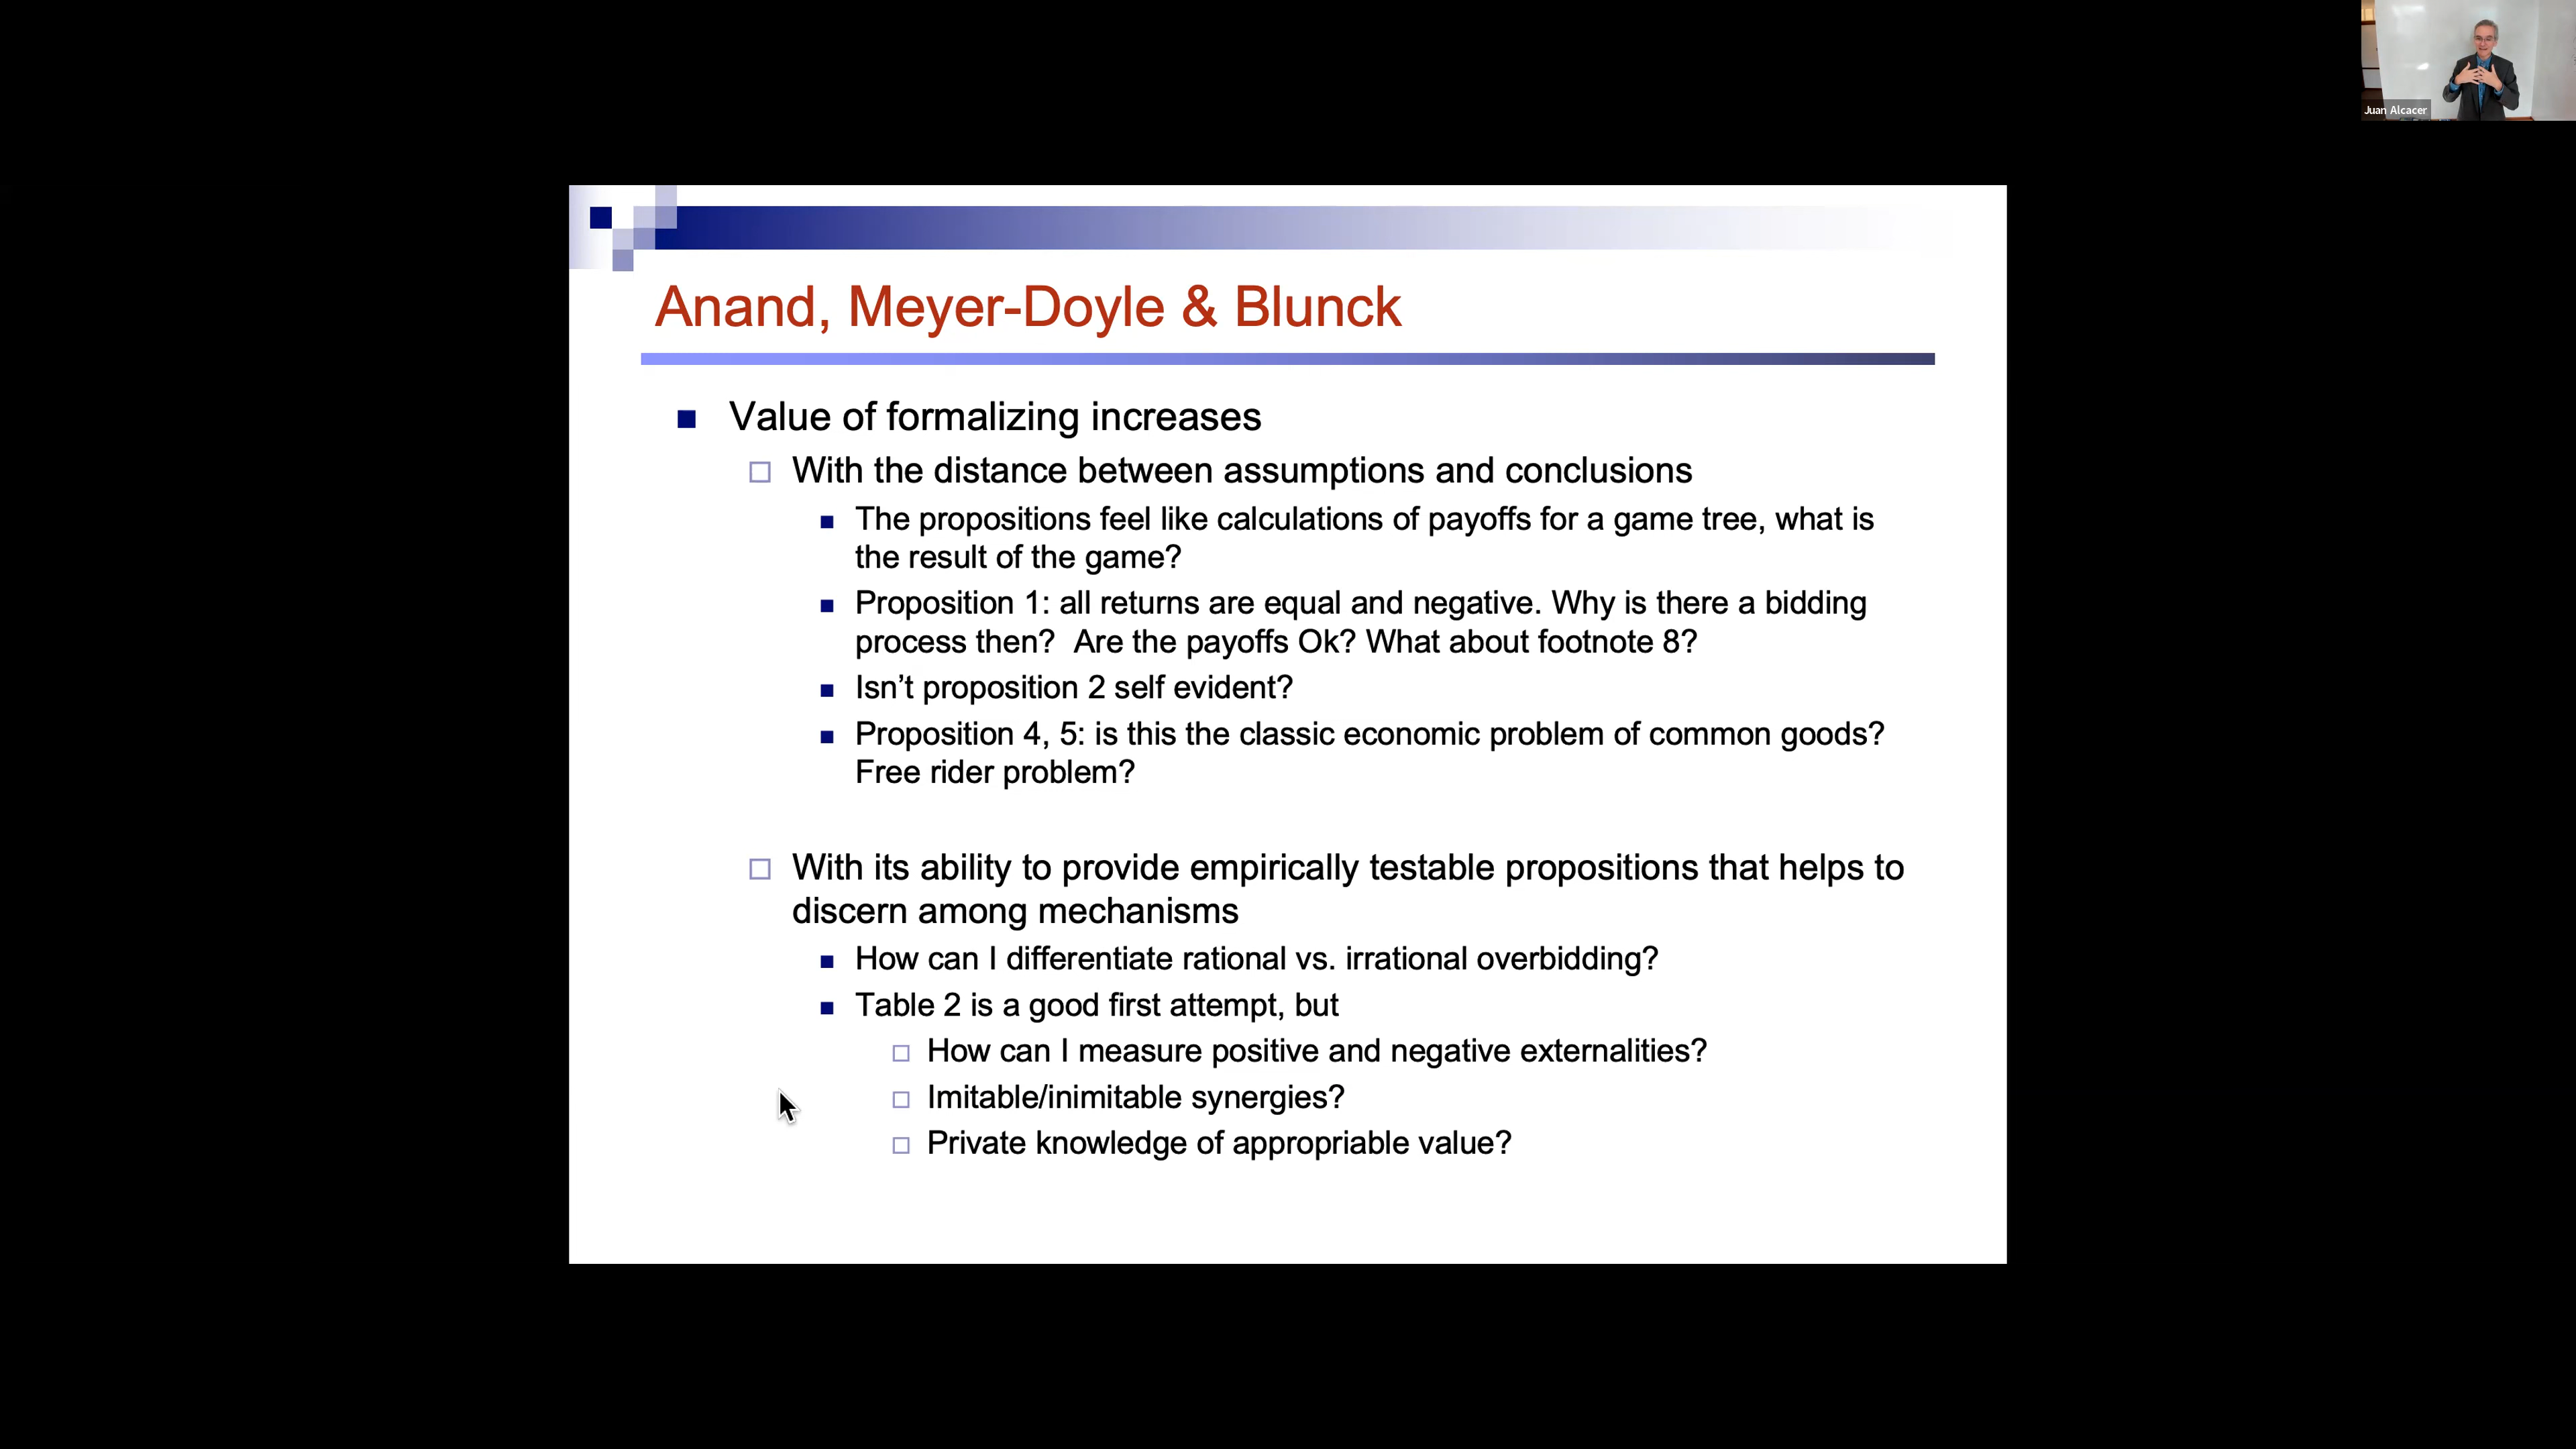 Juan Alcacer
Anand, Meyer-Doyle & Blunck
Value of formalizing increases
With the distance between assumptions and conclusions
The propositions feel like calculations of payoffs for a game tree, what is
the result of the game?
Proposition 1: all returns are equal and negative. Why is there a bidding
process then?  Are the payoffs Ok? What about footnote 8?
Isn't proposition 2 self evident?
Proposition 4, 5: is this the classic economic problem of common goods?
Free rider problem?
With its ability to provide empirically testable propositions that helps to
discern among mechanisms
How can I differentiate rational vs. irrational overbidding?
Table 2 is a good first attempt, but
How can I measure positive and negative externalities?
Imitable/inimitable synergies?
Private knowledge of appropriable value?